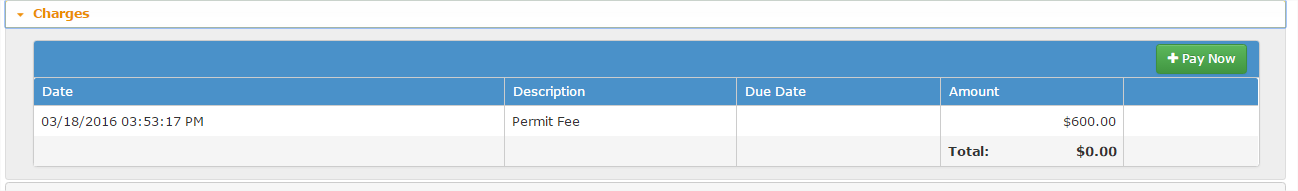 Charges
Pay Now
Date Description Due Date Amount
03/18/2016 03:53:17 PM Permit Fee $600.00
Total: $0.00